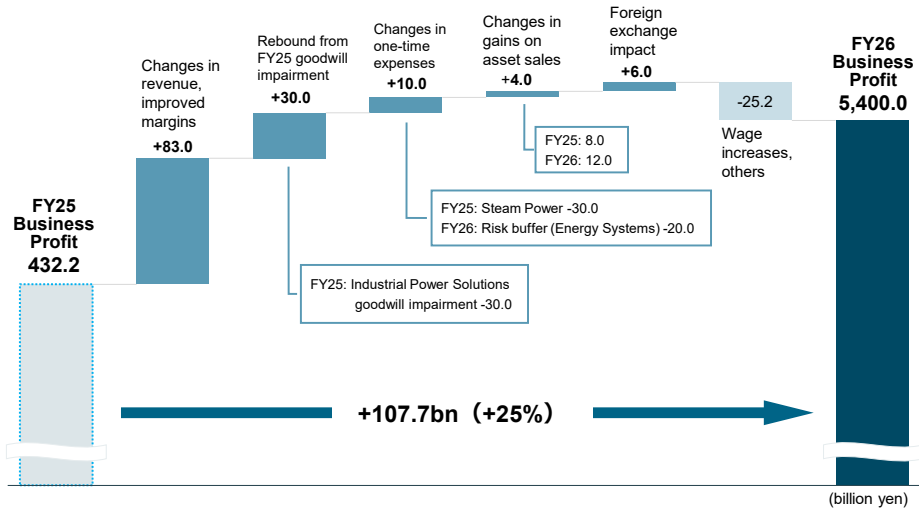 FY25
Business
Profit
432.2
Changes in
revenue,
improved
margins
+83.0
Rebound from
FY25 goodwill
impairment
+30.0
Changes in
one-time
expenses
+10.0
Changes in
gains on
asset sales
+4.0
Foreign
exchange
impact
+6.0
-25.2
Wage
increases,
others
FY26
Business
Profit
5,400.0
FY25: 8.0
FY26: 12.0
FY25: Steam Power -30.0
FY26: Risk buffer (Energy Systems) -20.0
FY25: Industrial Power Solutions
goodwill impairment -30.0
+107.7bn（+25%）
(billion yen)